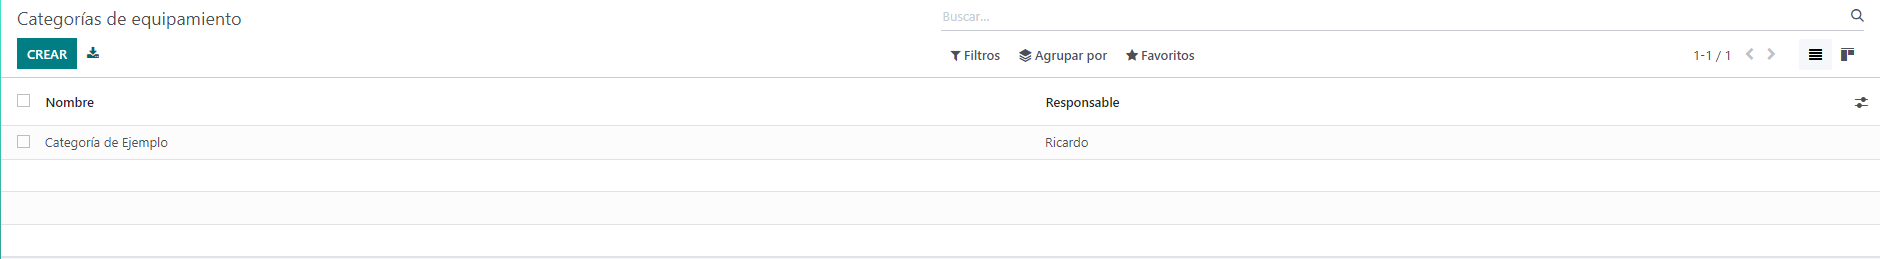 Categorías de equipamiento
Buscar...
CREAR
Filtros Agrupar por Favoritos
1-1 / 1
Nombre Responsable
Categoría de Ejemplo Ricardo